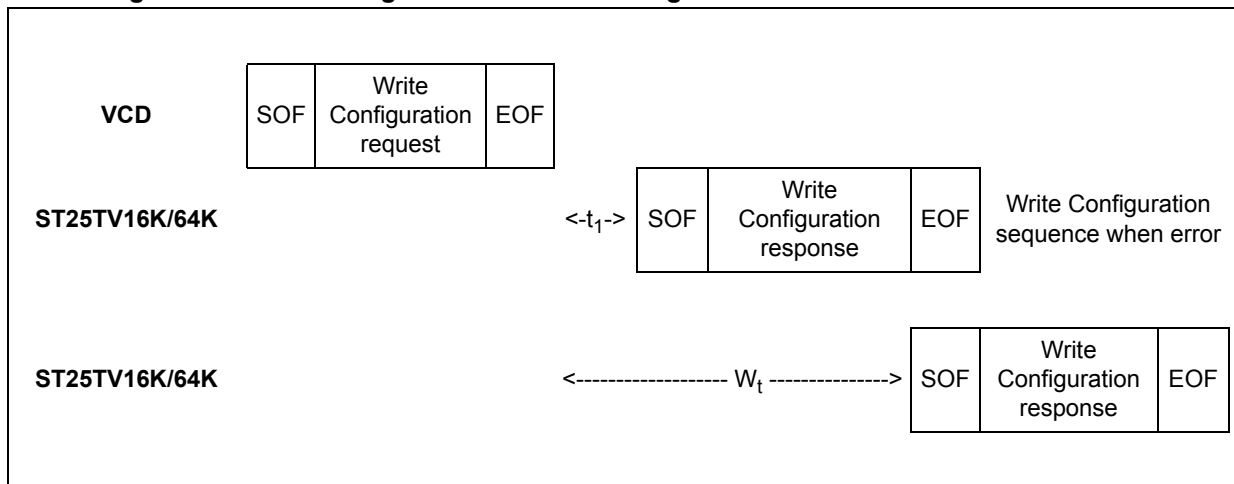 VCD
SOF
Write
Configuration
request
EOF
ST25TV16K/64K
<-t1->
SOF
Write
Configuration
response
EOF
Write Configuration
sequence when error
ST25TV16K/64K
<------------------- Wt --------------->
SOF
Write
Configuration
response
EOF